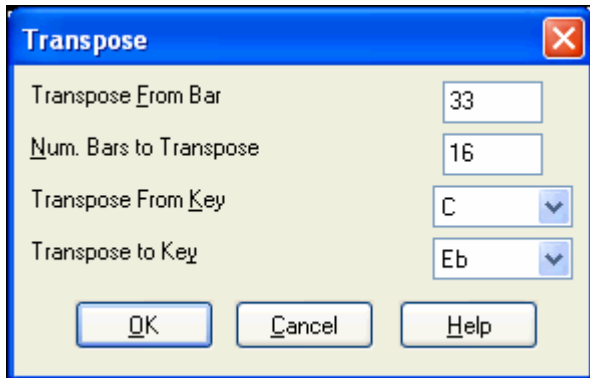 Transpose
Transpose From Bar 33
Num. Bars to Transpose 16
Transpose From Key C
Transpose to Key Eb
OK Cancel Help